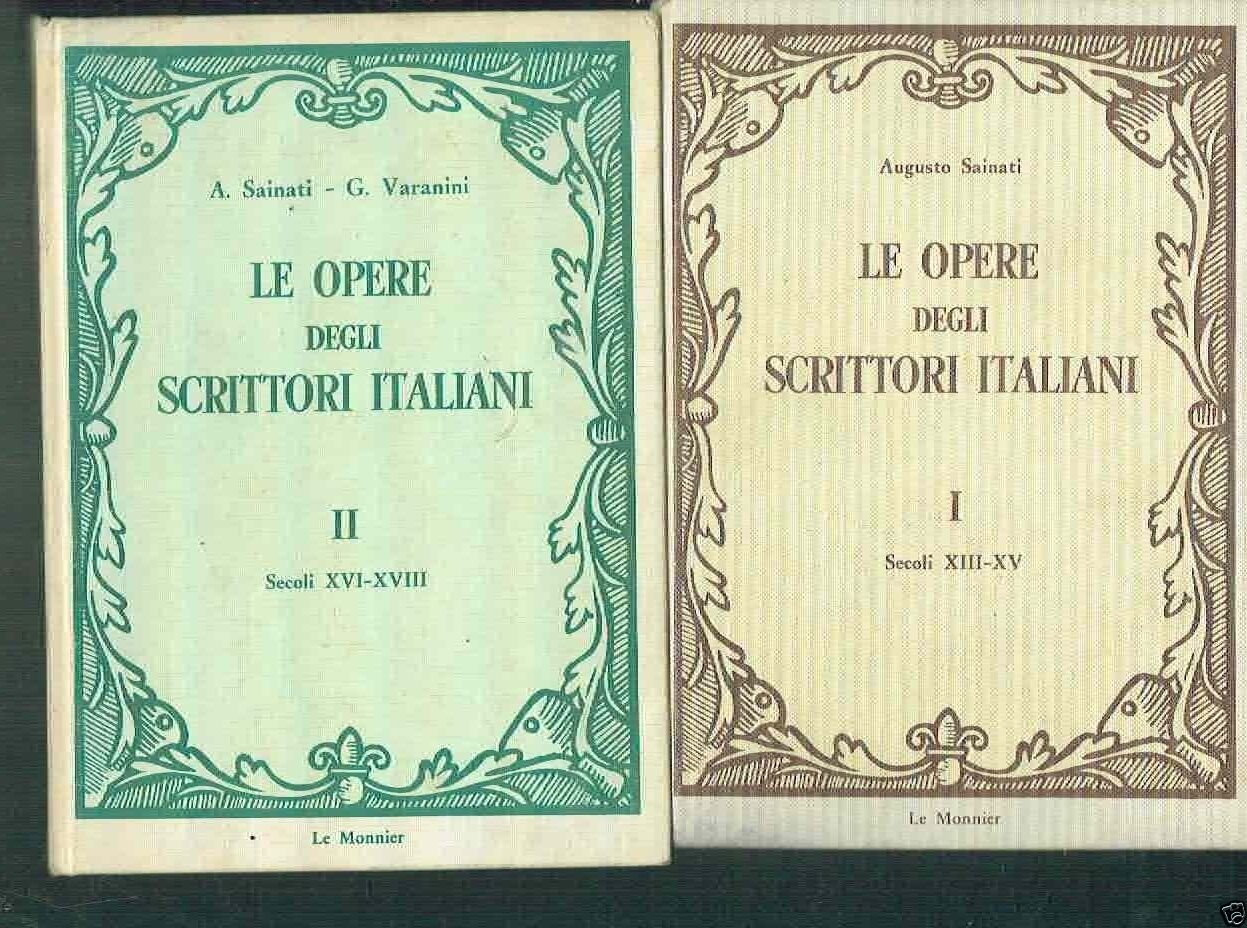 A. Sainati - G. Varanini
LE OPERE
DEGLI
SCRITTORI ITALIANI
II
Secoli XVI-XVIII
Le Monnier
Augusto Sainati
LE OPERE
DEGLI
SCRITTORI ITALIANI
I
Secoli XIII-XV
Le Monnier